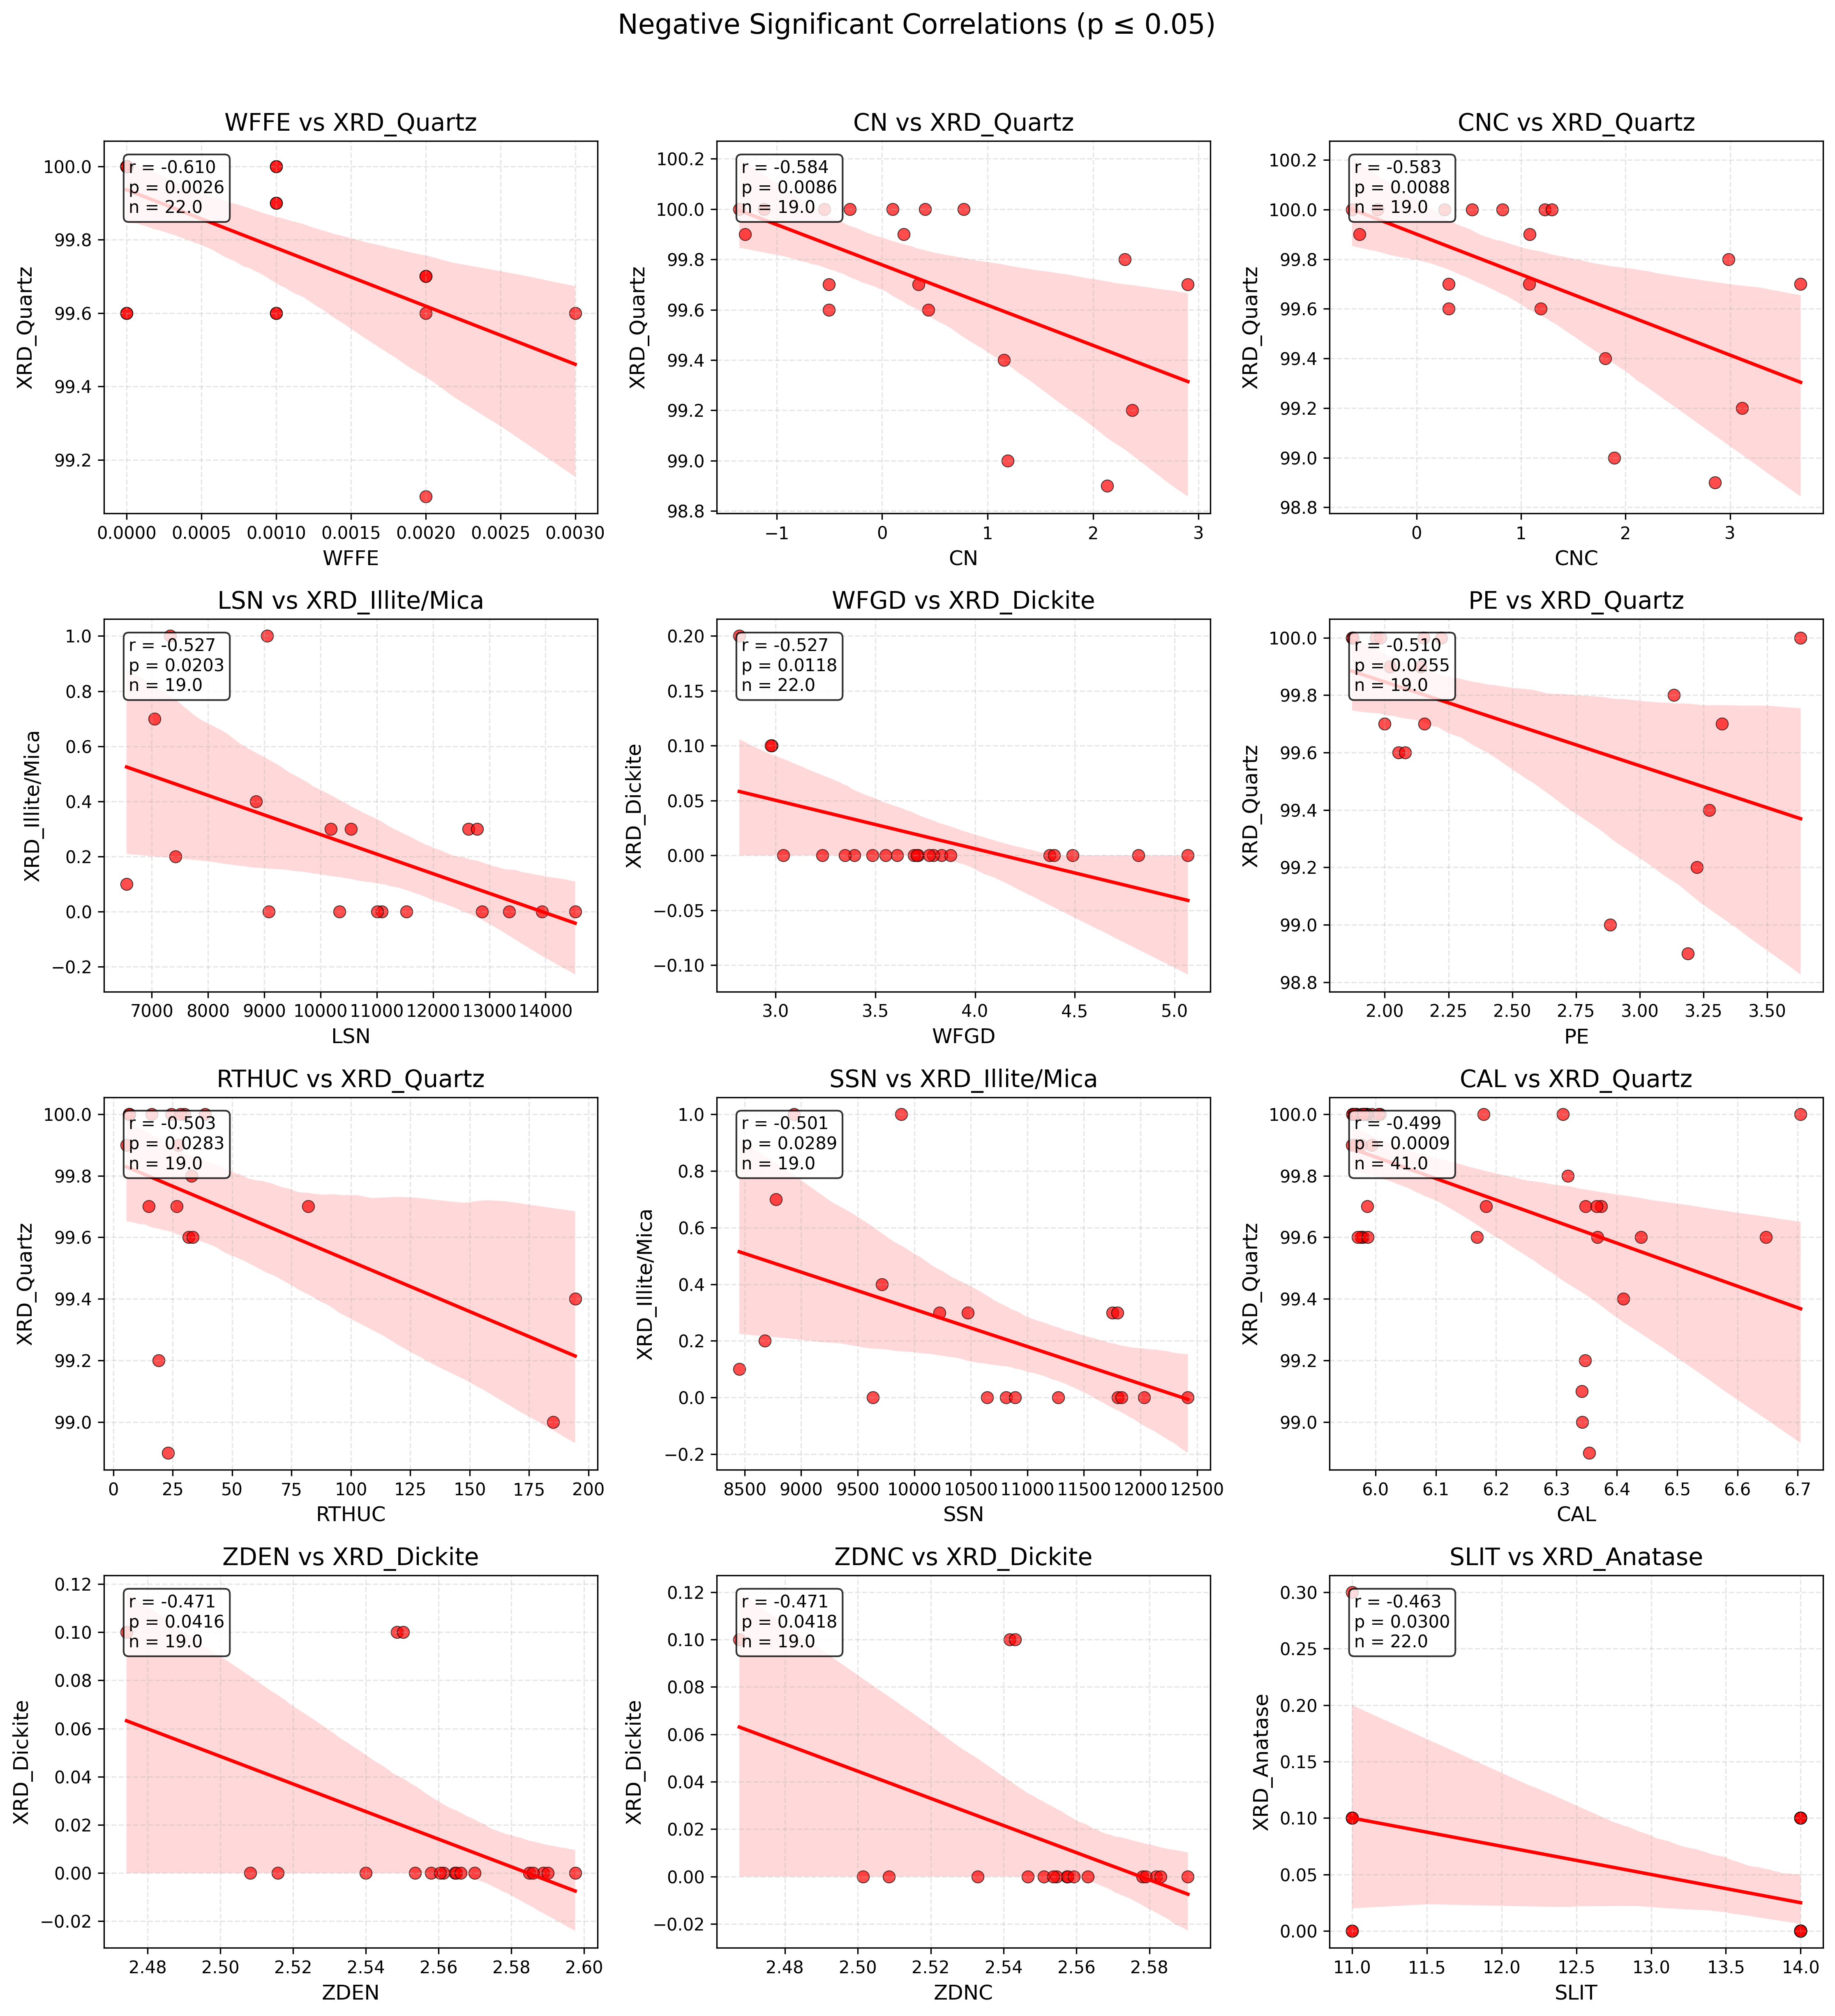 Negative Significant Correlations (p ≤ 0.05)
WFFE vs XRD_Quartz
r = -0.610
p = 0.0026
n = 22.0
100.0
99.8
99.6
99.4
99.2
XRD_Quartz
0.0000 0.0005 0.0010 0.0015 0.0020 0.0025 0.0030
WFFE
CN vs XRD_Quartz
r = -0.584
p = 0.0086
n = 19.0
100.2
100.0
99.8
99.6
99.4
99.2
99.0
98.8
XRD_Quartz
−1 0 1 2 3
CN
CNC vs XRD_Quartz
r = -0.583
p = 0.0088
n = 19.0
100.2
100.0
99.8
99.6
99.4
99.2
99.0
98.8
XRD_Quartz
0 1 2 3
CNC
LSN vs XRD_Illite/Mica
r = -0.527
p = 0.0203
n = 19.0
1.0
0.8
0.6
0.4
0.2
0.0
−0.2
XRD_Illite/Mica
7000 8000 9000 10000 11000 12000 13000 14000
LSN
WFGD vs XRD_Dickite
r = -0.527
p = 0.0118
n = 22.0
0.20
0.15
0.10
0.05
0.00
−0.05
−0.10
XRD_Dickite
3.0 3.5 4.0 4.5 5.0
WFGD
PE vs XRD_Quartz
r = -0.510
p = 0.0255
n = 19.0
100.0
99.8
99.6
99.4
99.2
99.0
98.8
XRD_Quartz
2.00 2.25 2.50 2.75 3.00 3.25 3.50
PE
RTHUC vs XRD_Quartz
r = -0.503
p = 0.0283
n = 19.0
100.0
99.8
99.6
99.4
99.2
99.0
XRD_Quartz
0 25 50 75 100 125 150 175 200
RTHUC
SSN vs XRD_Illite/Mica
r = -0.501
p = 0.0289
n = 19.0
1.0
0.8
0.6
0.4
0.2
0.0
−0.2
XRD_Illite/Mica
8500 9000 9500 10000 10500 11000 11500 12000 12500
SSN
CAL vs XRD_Quartz
r = -0.499
p = 0.0009
n = 41.0
100.0
99.8
99.6
99.4
99.2
99.0
XRD_Quartz
6.0 6.1 6.2 6.3 6.4 6.5 6.6 6.7
CAL
ZDEN vs XRD_Dickite
r = -0.471
p = 0.0416
n = 19.0
0.12
0.10
0.08
0.06
0.04
0.02
0.00
−0.02
XRD_Dickite
2.48 2.50 2.52 2.54 2.56 2.58 2.60
ZDEN
ZDNC vs XRD_Dickite
r = -0.471
p = 0.0418
n = 19.0
0.12
0.10
0.08
0.06
0.04
0.02
0.00
−0.02
XRD_Dickite
2.48 2.50 2.52 2.54 2.56 2.58
ZDNC
SLIT vs XRD_Anatase
r = -0.463
p = 0.0300
n = 22.0
0.30
0.25
0.20
0.15
0.10
0.05
0.00
XRD_Anatase
11.0 11.5 12.0 12.5 13.0 13.5 14.0
SLIT